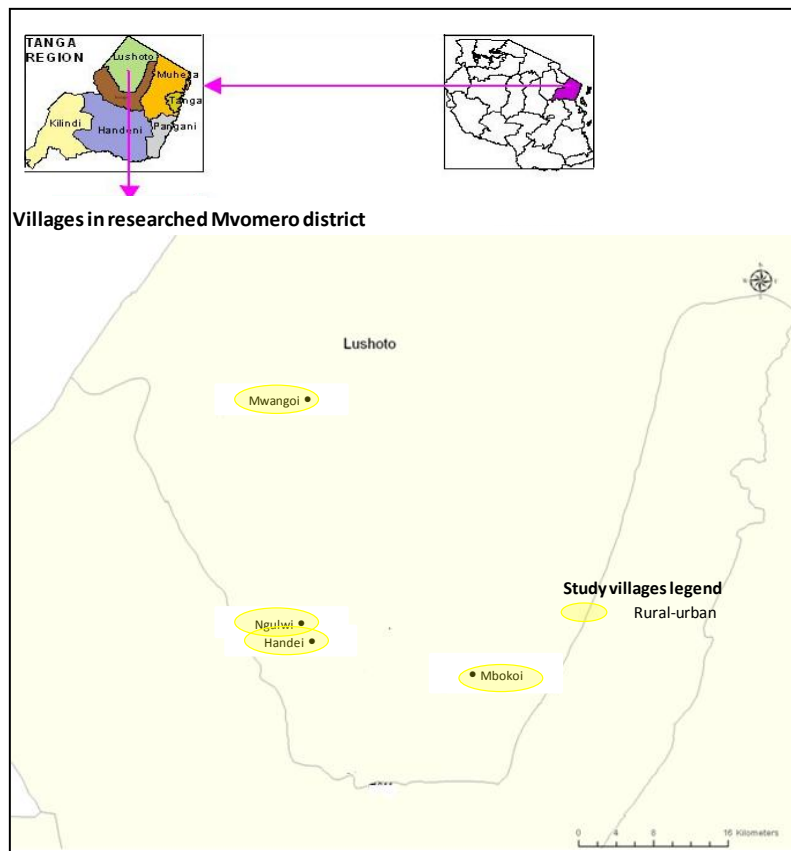 TANGA
REGION
Lushoto
Muheza
Tanga
Kilindi
Handeni
Pangani
Villages in researched Mvomero district
Lushoto
Mwangoi
Ngulwi
Handei
Mbokoi
Study villages legend
Rural-urban
0 4 8 16 Kilometers